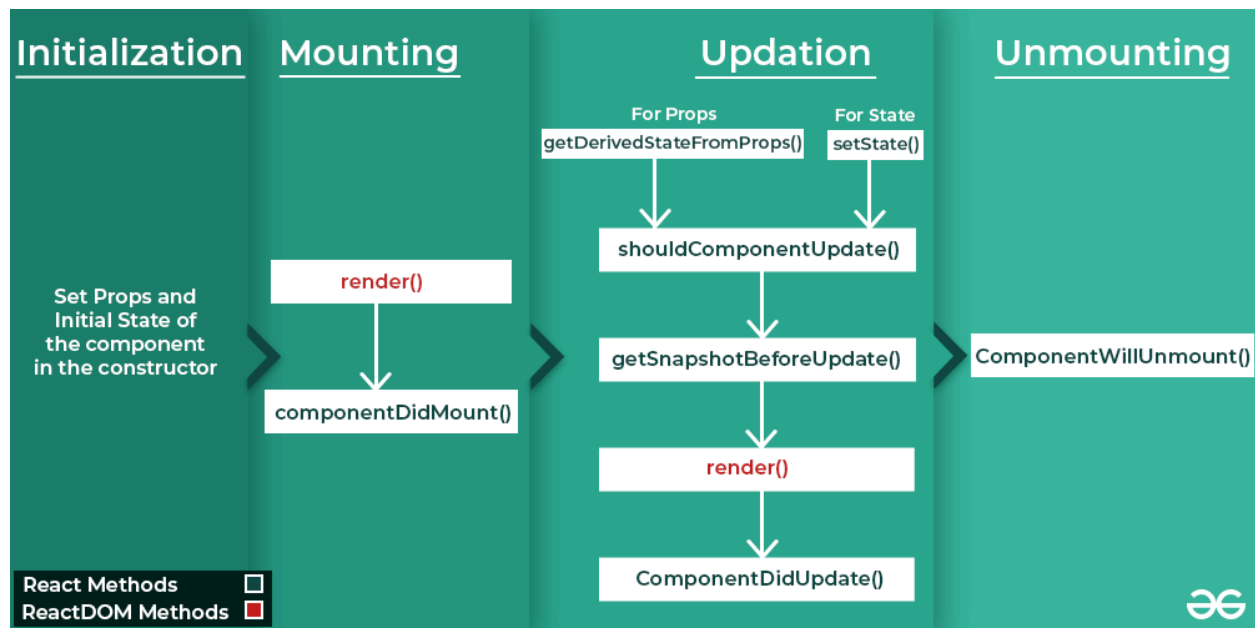 Initialization
Set Props and
Initial State of
the component
in the constructor
Mounting
render()
componentDidMount()
Updation
For Props
getDerivedStateFromProps()
For State
setState()
shouldComponentUpdate()
getSnapshotBeforeUpdate()
render()
ComponentDidUpdate()
Unmounting
ComponentWillUnmount()
React Methods
ReactDOM Methods